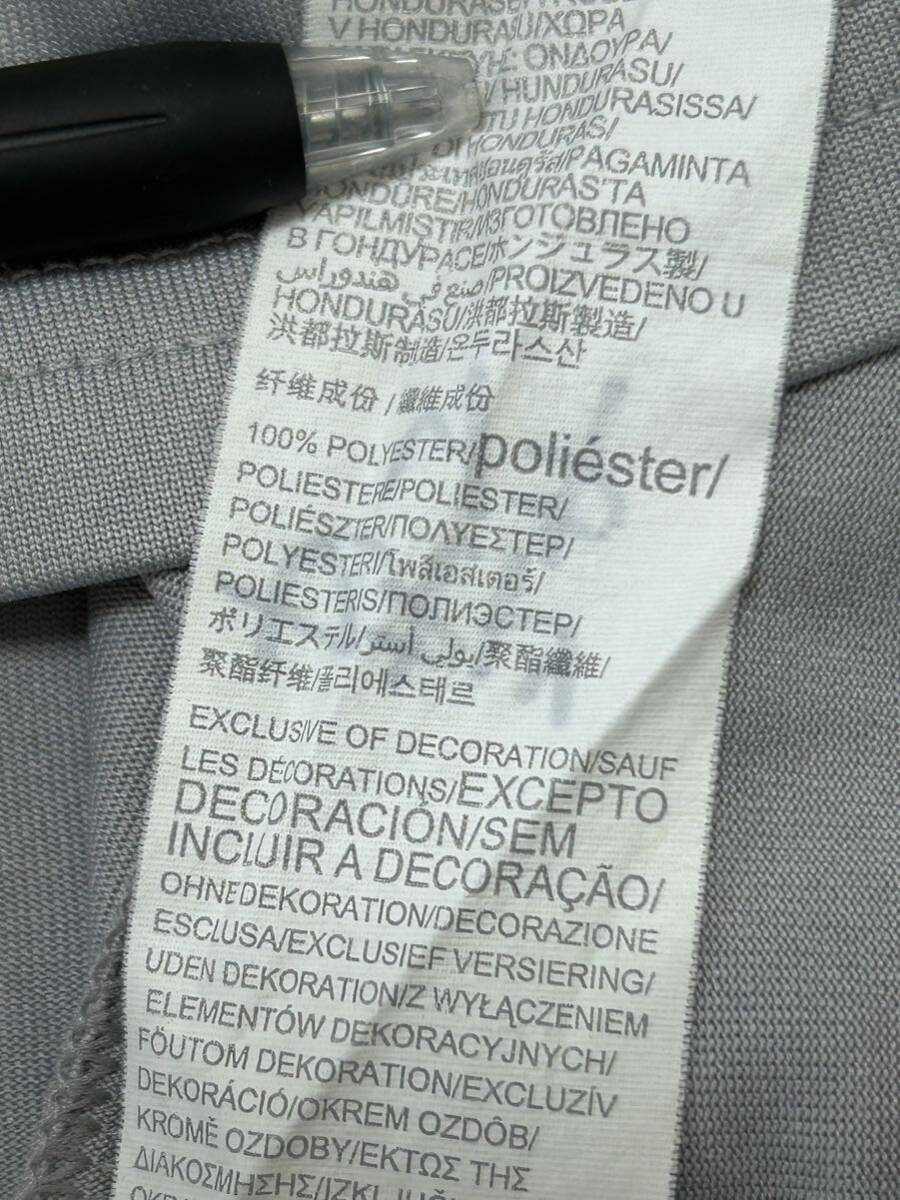 HONDURAS
V HONDURASU/ΧΩΡΑ
ΟΝΔΟΥΡΑ/
HUNDURASU/
HONDURASISSA/
HONDURAS/
PAGAMINTA
HONDŪRE/HONDURAS'TA
YAPILMIŞTIR/ИЗГОТОВЛЕНО
В ГОНДУРАСЕ/ホンジュラス製/
صنع في هندوراس/PROIZVEDENO U
HONDURASU/洪都拉斯製造/
洪都拉斯制造/온두라스산
纤维成份 /纖維成份
100% POLYESTER/poliéster/
POLIESTERE/POLIESTER/
POLIÉSZTER/ΠΟΛΥΕΣΤΕΡ/
POLYESTERI/โพลีเอสเตอร์/
POLIESTERIS/ПОЛИЭСТЕР/
ポリエステル/بولي أستر/聚酯纖維/
聚酯纤维/폴리에스테르
EXCLUSIVE OF DECORATION/SAUF
LES DÉCORATIONS/EXCEPTO
DECORACIÓN/SEM
INCLUIR A DECORAÇÃO/
OHNEDEKORATION/DECORAZIONE
ESCLUSA/EXCLUSIEF VERSIERING/
UDEN DEKORATION/Z WYŁĄCZENIEM
ELEMENTÓW DEKORACYJNYCH/
FÖUTOM DEKORATION/EXCLUZÍV
DEKORÁCIÓ/OKREM OZDÔB/
KROMĚ OZDOBY/ΕΚΤΟΣ ΤΗΣ
ΔΙΑΚΟΣΜΗΣΗΣ/